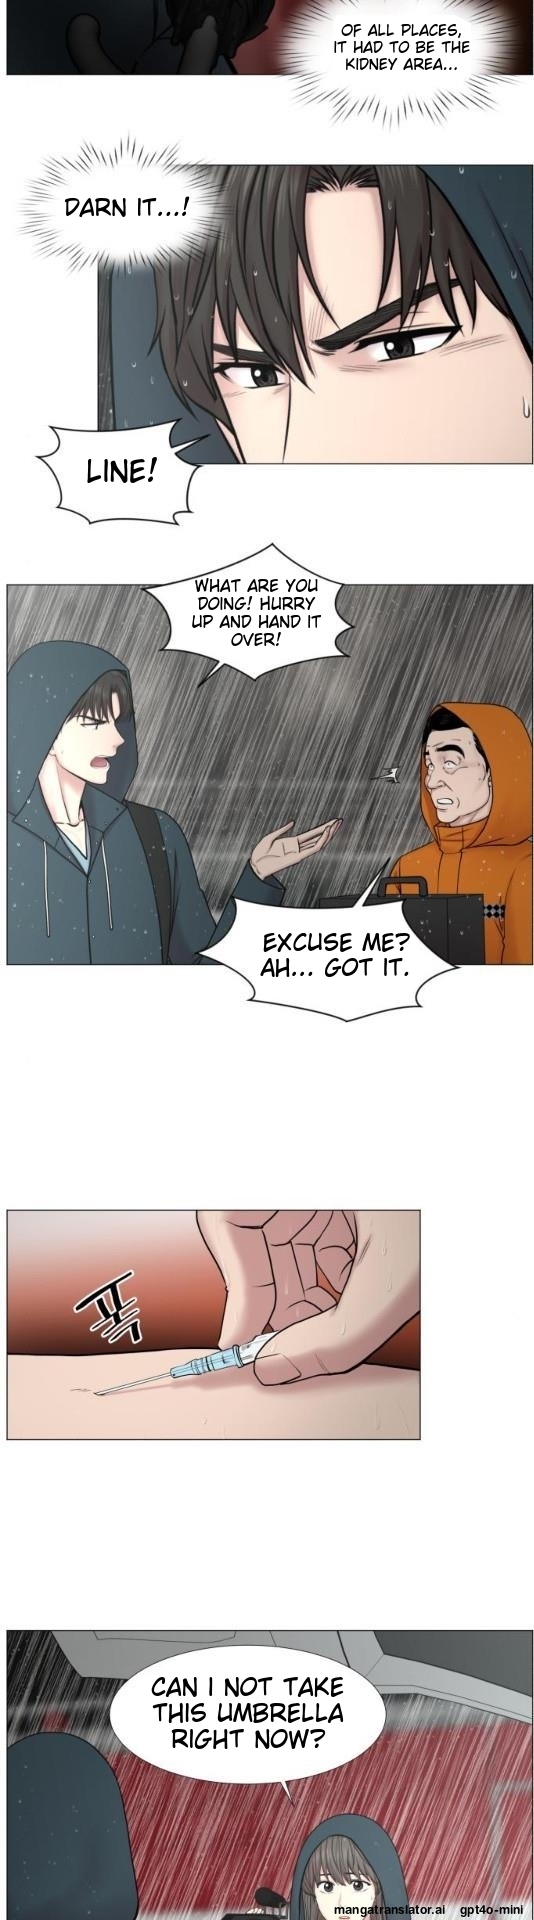 OF ALL PLACES,
IT HAD TO BE THE
KIDNEY AREA...
DARN IT...!
LINE!
WHAT ARE YOU
DOING! HURRY
UP AND HAND IT
OVER!
EXCUSE ME?
AH... GOT IT.
푹
CAN I NOT TAKE
THIS UMBRELLA
RIGHT NOW?
mangatranslator.ai gpt4o-mini